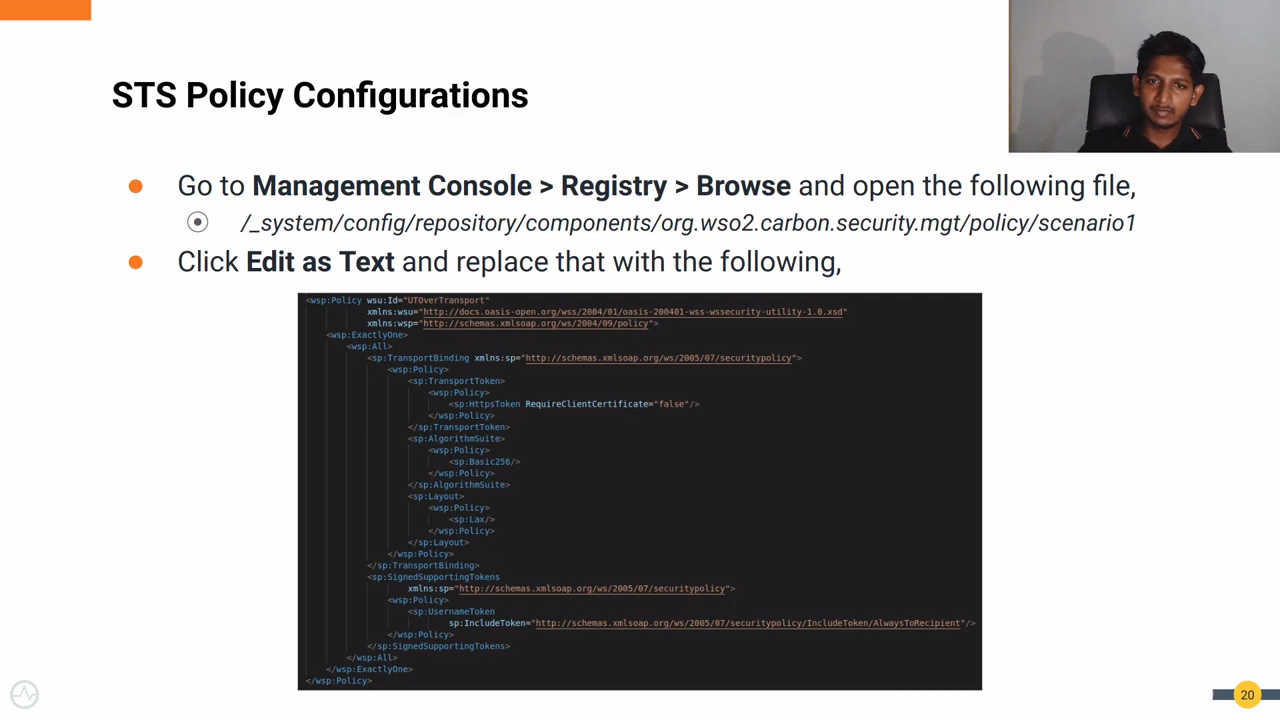 STS Policy Configurations
Go to Management Console > Registry > Browse and open the following file,
/_system/config/repository/components/org.wso2.carbon.security.mgt/policy/scenario1
Click Edit as Text and replace that with the following,
<wsp:Policy wsu:Id="UTOverTransport"
xmlns:wsu="http://docs.oasis-open.org/wss/2004/01/oasis-200401-wss-wssecurity-utility-1.0.xsd"
xmlns:wsp="http://schemas.xmlsoap.org/ws/2004/09/policy">
<wsp:ExactlyOne>
<wsp:All>
<sp:TransportBinding xmlns:sp="http://schemas.xmlsoap.org/ws/2005/07/securitypolicy">
<wsp:Policy>
<sp:TransportToken>
<wsp:Policy>
<sp:HttpsToken RequireClientCertificate="false"/>
</wsp:Policy>
</sp:TransportToken>
<sp:AlgorithmSuite>
<wsp:Policy>
<sp:Basic256/>
</wsp:Policy>
</sp:AlgorithmSuite>
<sp:Layout>
<wsp:Policy>
<sp:Lax/>
</wsp:Policy>
</sp:Layout>
</wsp:Policy>
</sp:TransportBinding>
<sp:SignedSupportingTokens
xmlns:sp="http://schemas.xmlsoap.org/ws/2005/07/securitypolicy">
<wsp:Policy>
<sp:UsernameToken
sp:IncludeToken="http://schemas.xmlsoap.org/ws/2005/07/securitypolicy/IncludeToken/AlwaysToRecipient"/>
</wsp:Policy>
</sp:SignedSupportingTokens>
</wsp:All>
</wsp:ExactlyOne>
</wsp:Policy>
20